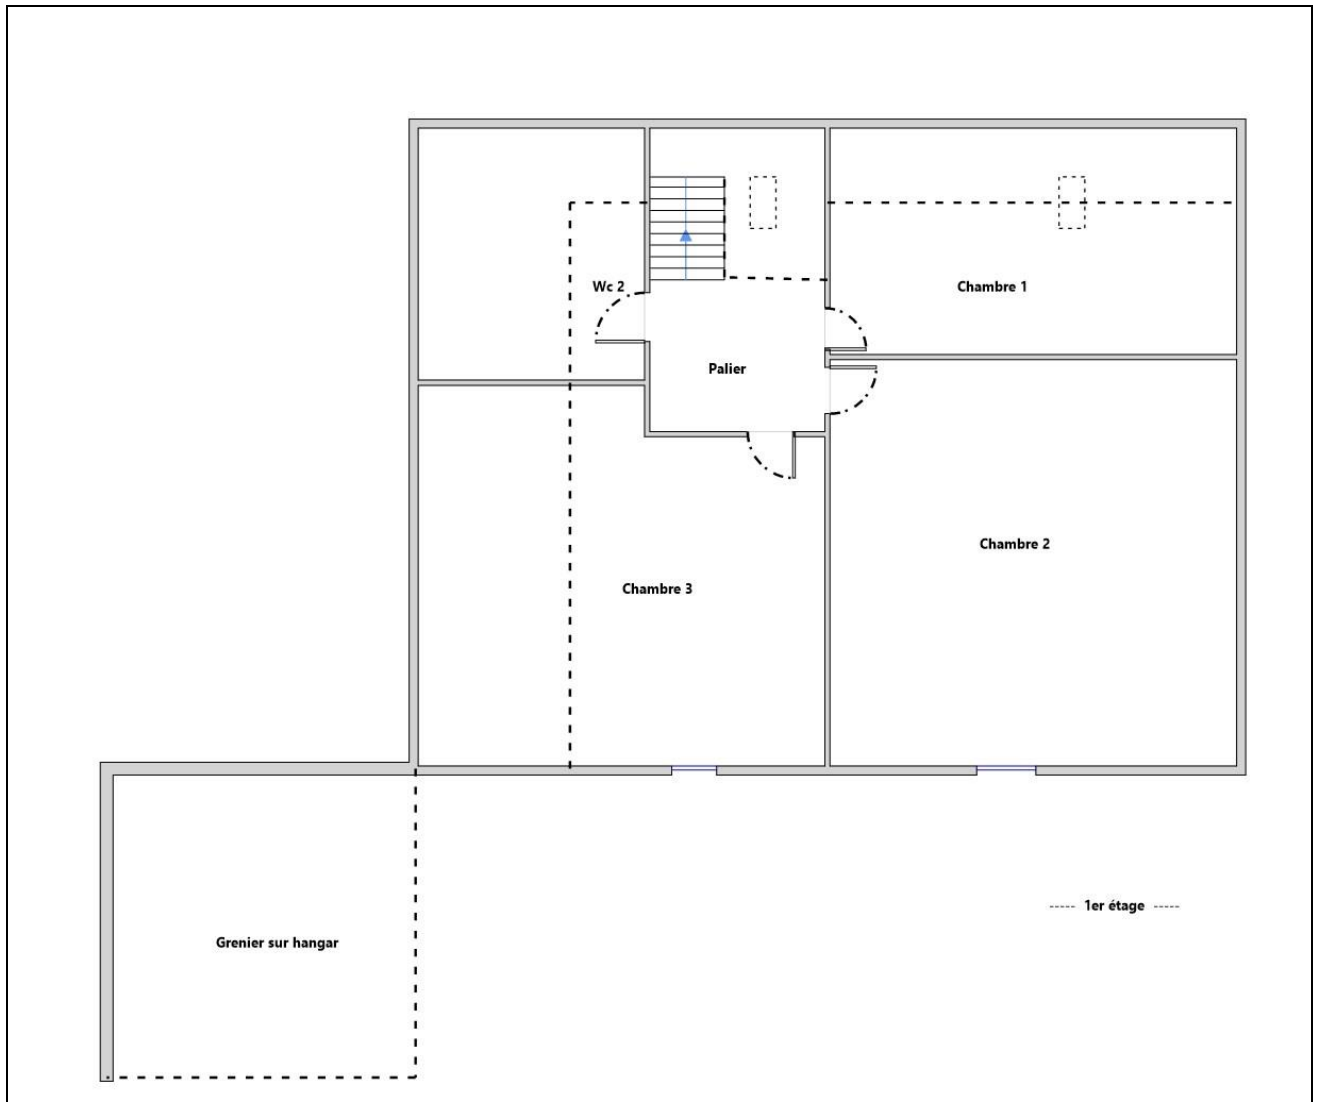 Wc 2
Chambre 1
Palier
Chambre 2
Chambre 3
----- 1er étage -----
Grenier sur hangar